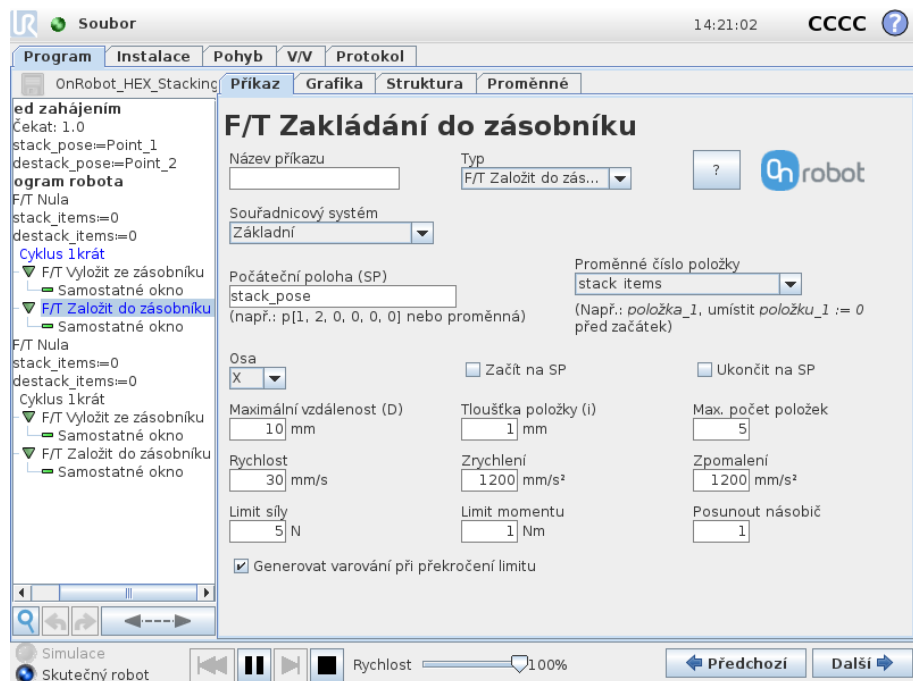 Soubor
14:21:02
CCCC
?
Program Instalace Pohyb V/V Protokol
OnRobot_HEX_Stacking
Příkaz Grafika Struktura Proměnné
ed zahájením
Čekat: 1.0
stack_pose:=Point_1
destack_pose:=Point_2
ogram robota
F/T Nula
stack_items:=0
destack_items:=0
Cyklus 1krát
F/T Vyložit ze zásobníku
Samostatné okno
F/T Založit do zásobníku
Samostatné okno
F/T Nula
stack_items:=0
destack_items:=0
Cyklus 1krát
F/T Vyložit ze zásobníku
Samostatné okno
F/T Založit do zásobníku
Samostatné okno
F/T Zakládání do zásobníku
Název příkazu
Typ
F/T Založit do zás...
?
On robot
Souřadnicový systém
Základní
Počáteční poloha (SP)
stack_pose
(např.: p[1, 2, 0, 0, 0, 0] nebo proměnná)
Proměnné číslo položky
stack_items
(Např.: položka_1, umístit položku_1 := 0
před začátek)
Osa
X
Začít na SP
Ukončit na SP
Maximální vzdálenost (D)
10 mm
Tloušťka položky (i)
1 mm
Max. počet položek
5
Rychlost
30 mm/s
Zrychlení
1200 mm/s²
Zpomalení
1200 mm/s²
Limit síly
5 N
Limit momentu
1 Nm
Posunout násobič
1
Generovat varování při překročení limitu
Simulace
Skutečný robot
Rychlost
100%
Předchozí
Další